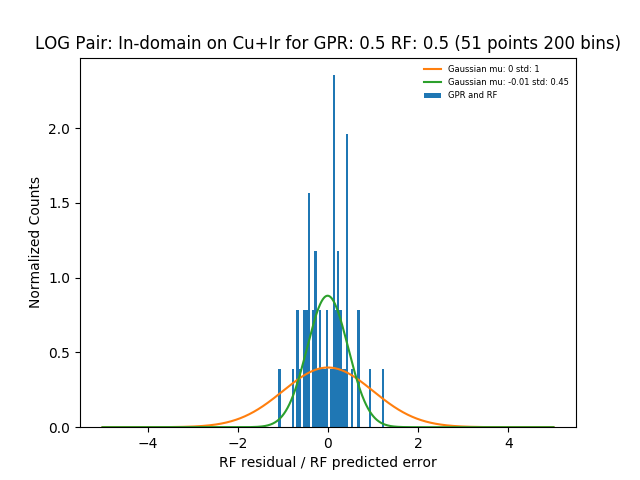 LOG Pair: In-domain on Cu+Ir for GPR: 0.5 RF: 0.5 (51 points 200 bins)
Gaussian mu: 0 std: 1
Gaussian mu: -0.01 std: 0.45
GPR and RF
Normalized Counts
2.0
1.5
1.0
0.5
0.0
−4
−2
0
2
4
RF residual / RF predicted error